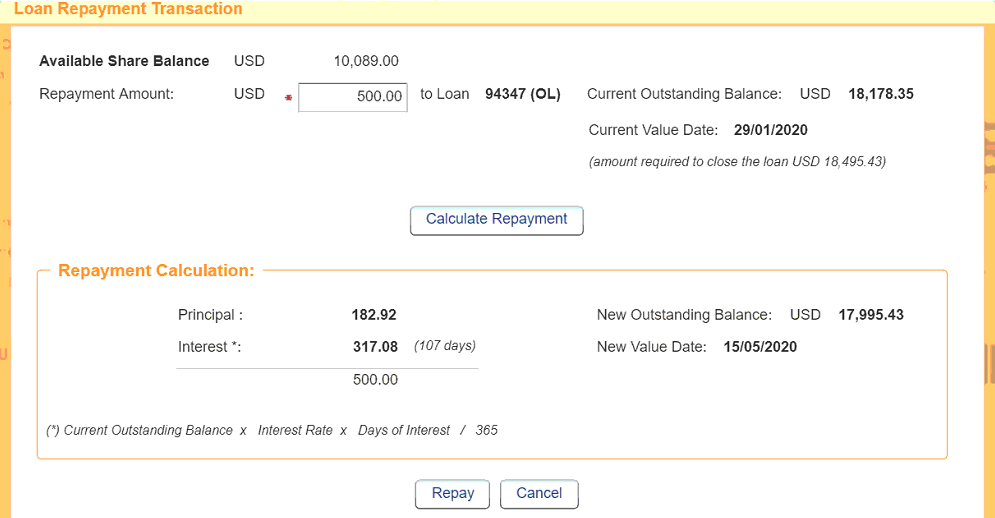 Loan Repayment Transaction
Available Share Balance USD 10,089.00
Repayment Amount: USD * 500.00 to Loan 94347 (OL) Current Outstanding Balance: USD 18,178.35
Current Value Date: 29/01/2020
(amount required to close the loan USD 18,495.43)
Calculate Repayment
Repayment Calculation:
Principal : 182.92 New Outstanding Balance: USD 17,995.43
Interest *: 317.08 (107 days) New Value Date: 15/05/2020
500.00
(*) Current Outstanding Balance x Interest Rate x Days of Interest / 365
Repay Cancel